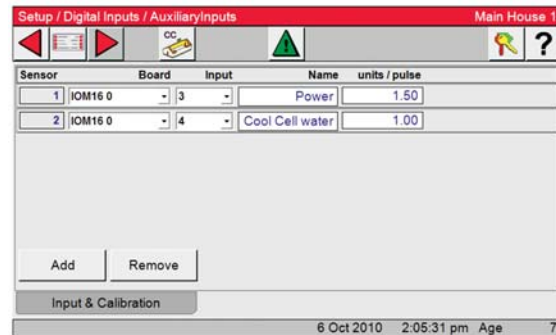 Setup / Digital Inputs / AuxiliaryInputs Main House 1
CC
?
Sensor Board Input Name units / pulse
1 IOM16 0 3 Power 1.50
2 IOM16 0 4 Cool Cell water 1.00
Add Remove
Input & Calibration
6 Oct 2010 2:05:31 pm Age 7